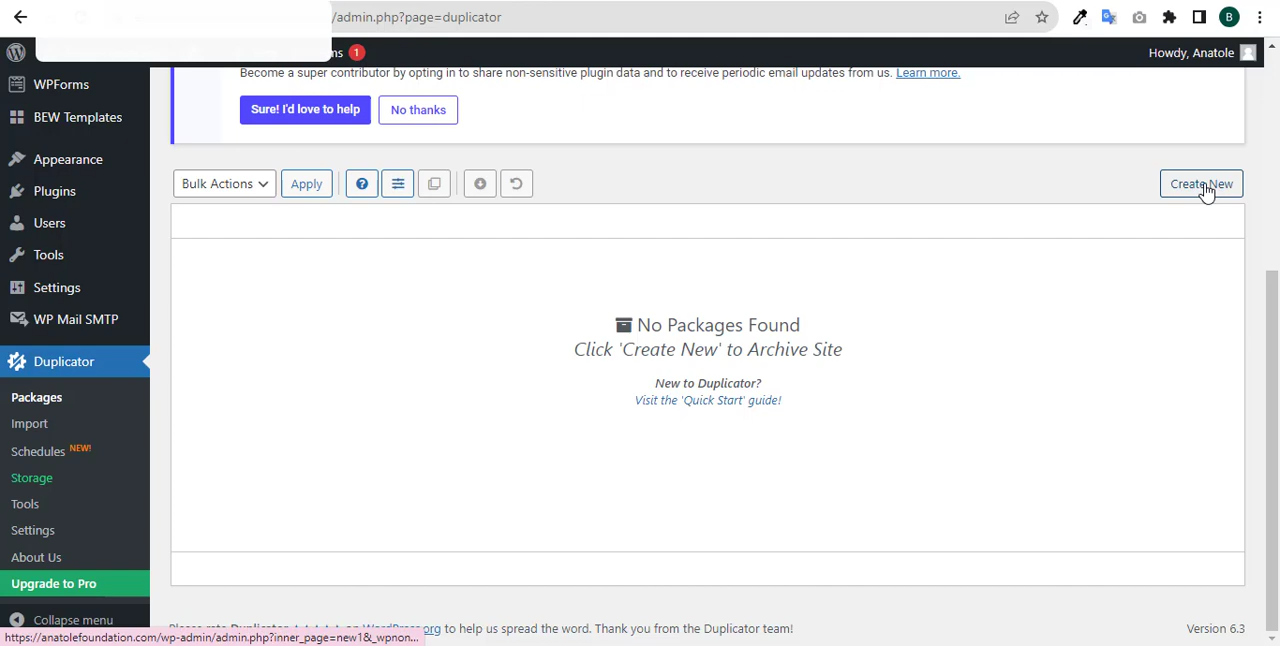 /admin.php?page=duplicator
B
ms 1
Howdy, Anatole
WPForms
BEW Templates
Appearance
Plugins
Users
Tools
Settings
WP Mail SMTP
Duplicator
Packages
Import
Schedules NEW!
Storage
Tools
Settings
About Us
Upgrade to Pro
Collapse menu
Become a super contributor by opting in to share non-sensitive plugin data and to receive periodic email updates from us. Learn more.
Sure! I'd love to help
No thanks
Bulk Actions
Apply
Create New
No Packages Found
Click 'Create New' to Archive Site
New to Duplicator?
Visit the 'Quick Start' guide!
to help us spread the word. Thank you from the Duplicator team!
Version 6.3
https://anatolefoundation.com/wp-admin/admin.php?inner_page=new1&_wpnon...